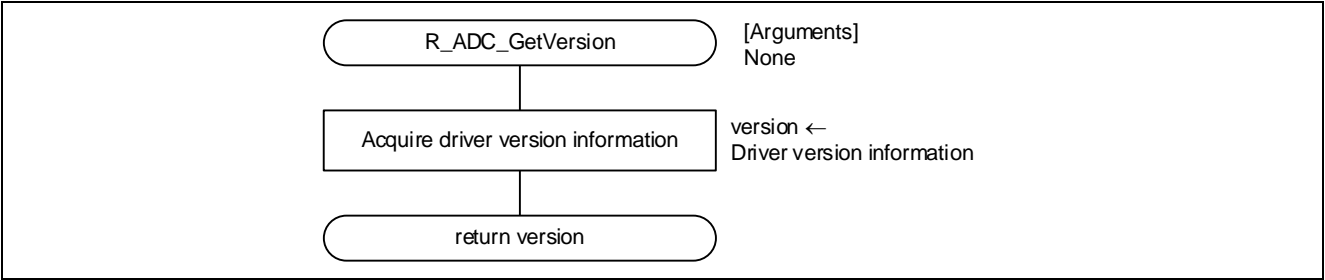 R_ADC_GetVersion
[Arguments]
None
Acquire driver version information
version ←
Driver version information
return version